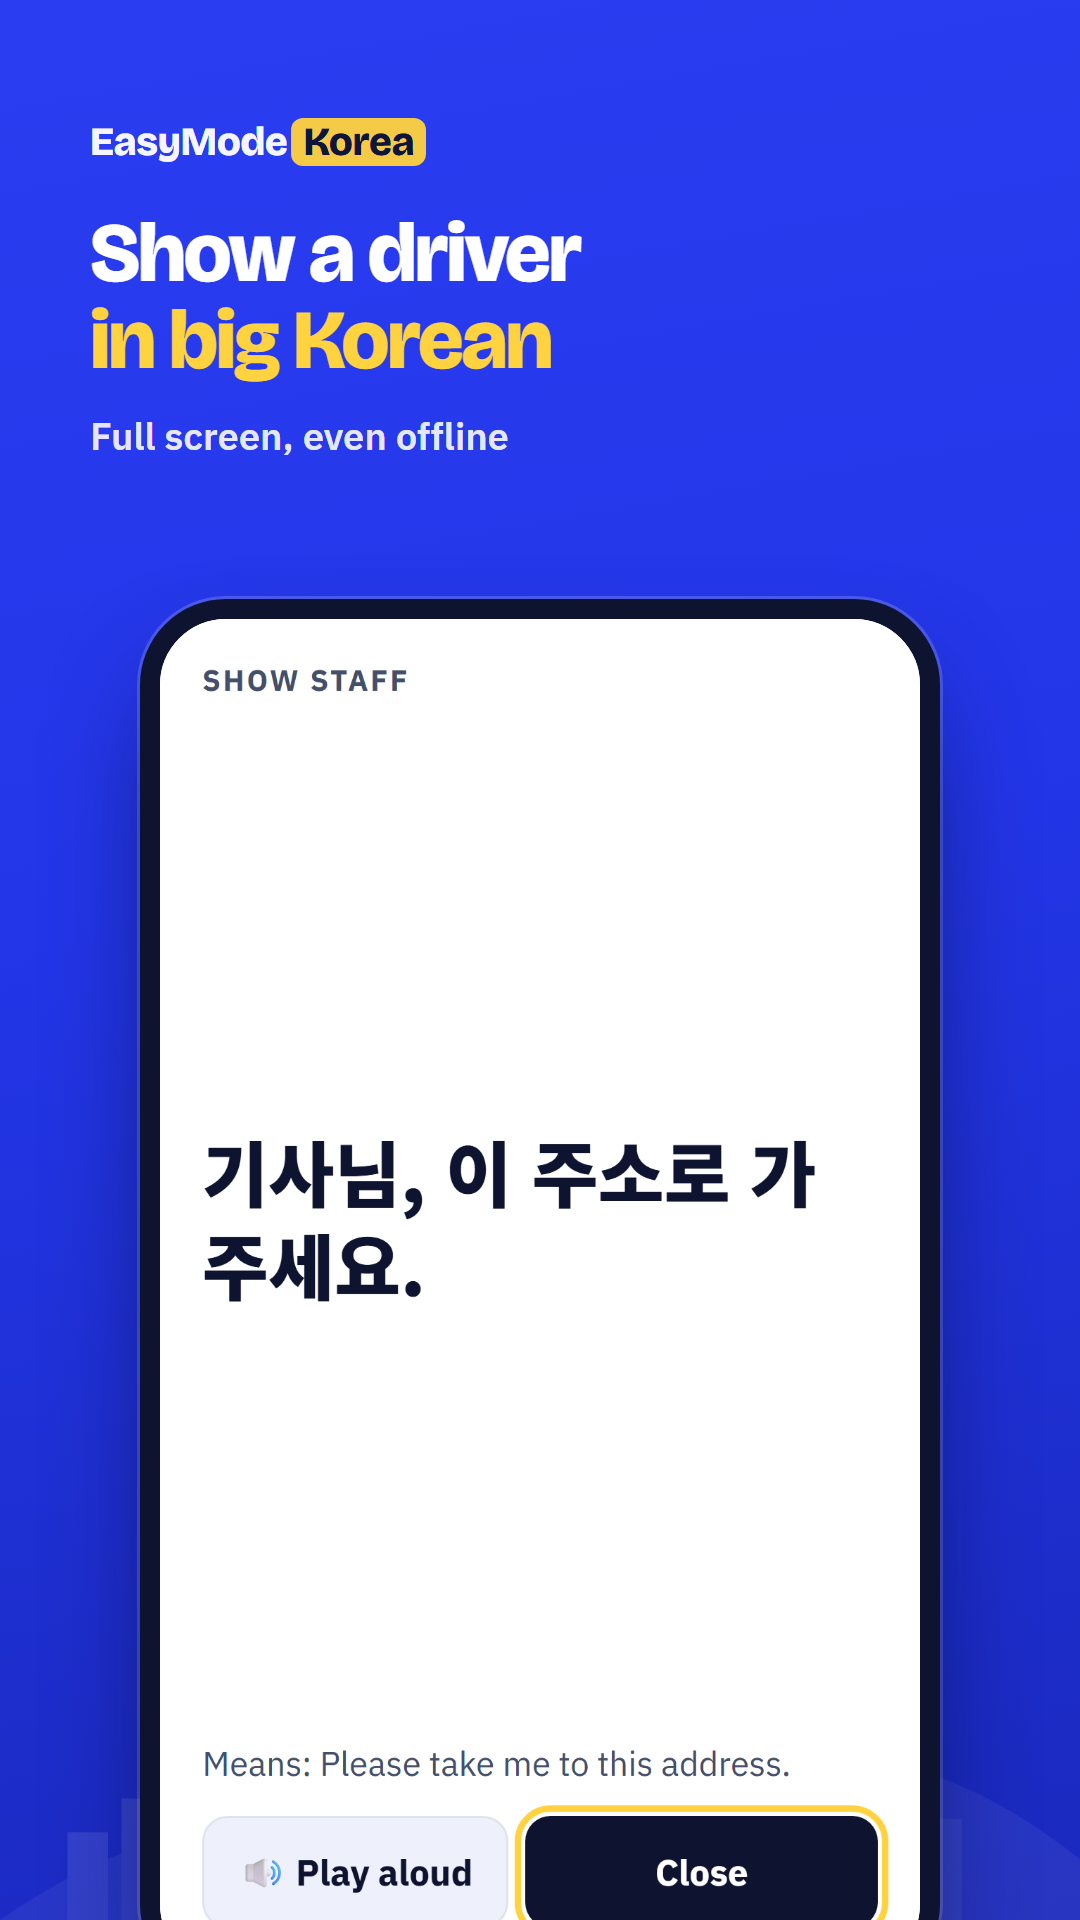 EasyMode Korea
Show a driver
in big Korean
Full screen, even offline
SHOW STAFF
기사님, 이 주소로 가
주세요.
Means: Please take me to this address.
Play aloud
Close